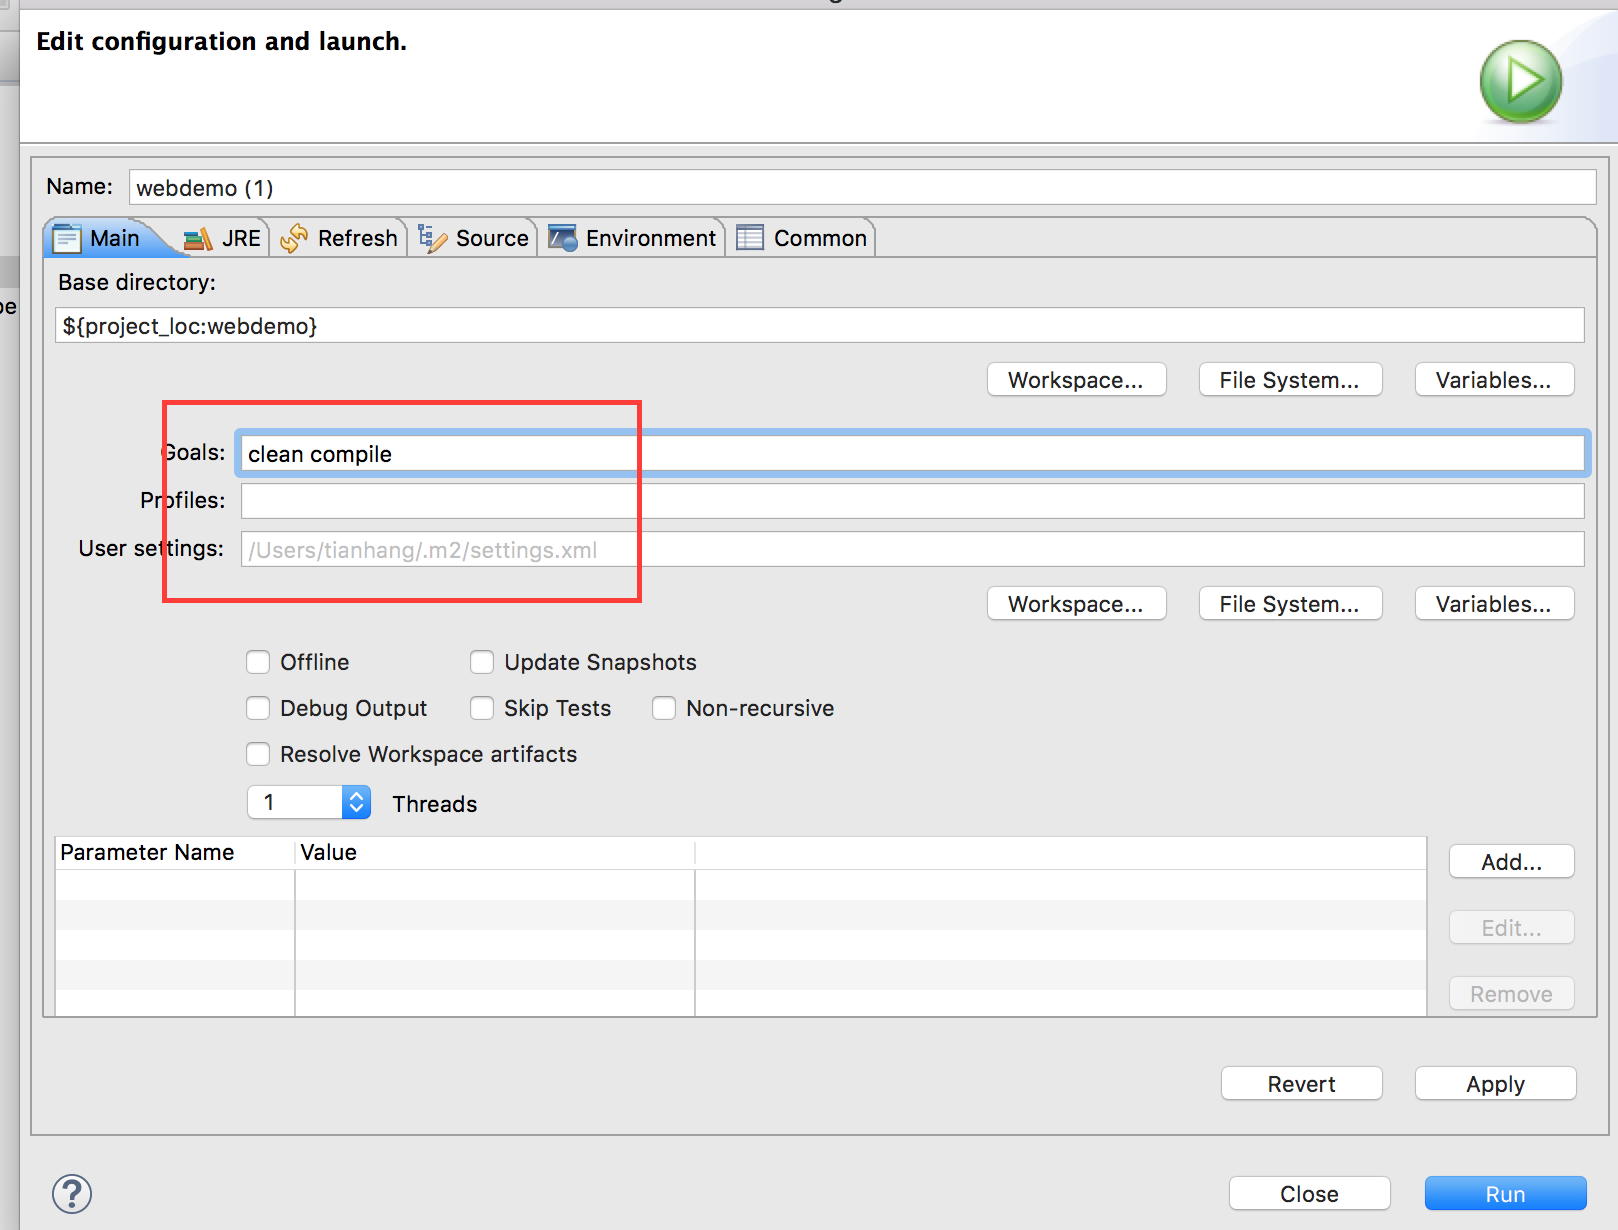 Edit configuration and launch.
Name: webdemo (1)
Main JRE Refresh Source Environment Common
Base directory:
${project_loc:webdemo}
Workspace... File System... Variables...
Goals: clean compile
Profiles:
User settings: /Users/tianhang/.m2/settings.xml
Workspace... File System... Variables...
Offline Update Snapshots
Debug Output Skip Tests Non-recursive
Resolve Workspace artifacts
1 Threads
Parameter Name Value
Add...
Edit...
Remove
Revert Apply
? Close Run